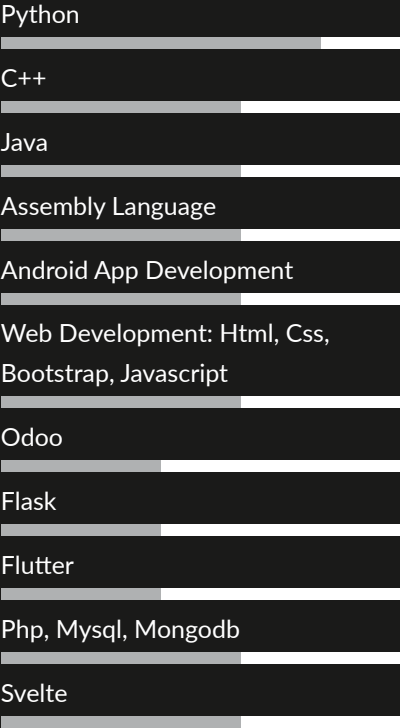 Python
C++
Java
Assembly Language
Android App Development
Web Development: Html, Css,
Bootstrap, Javascript
Odoo
Flask
Flutter
Php, Mysql, Mongodb
Svelte